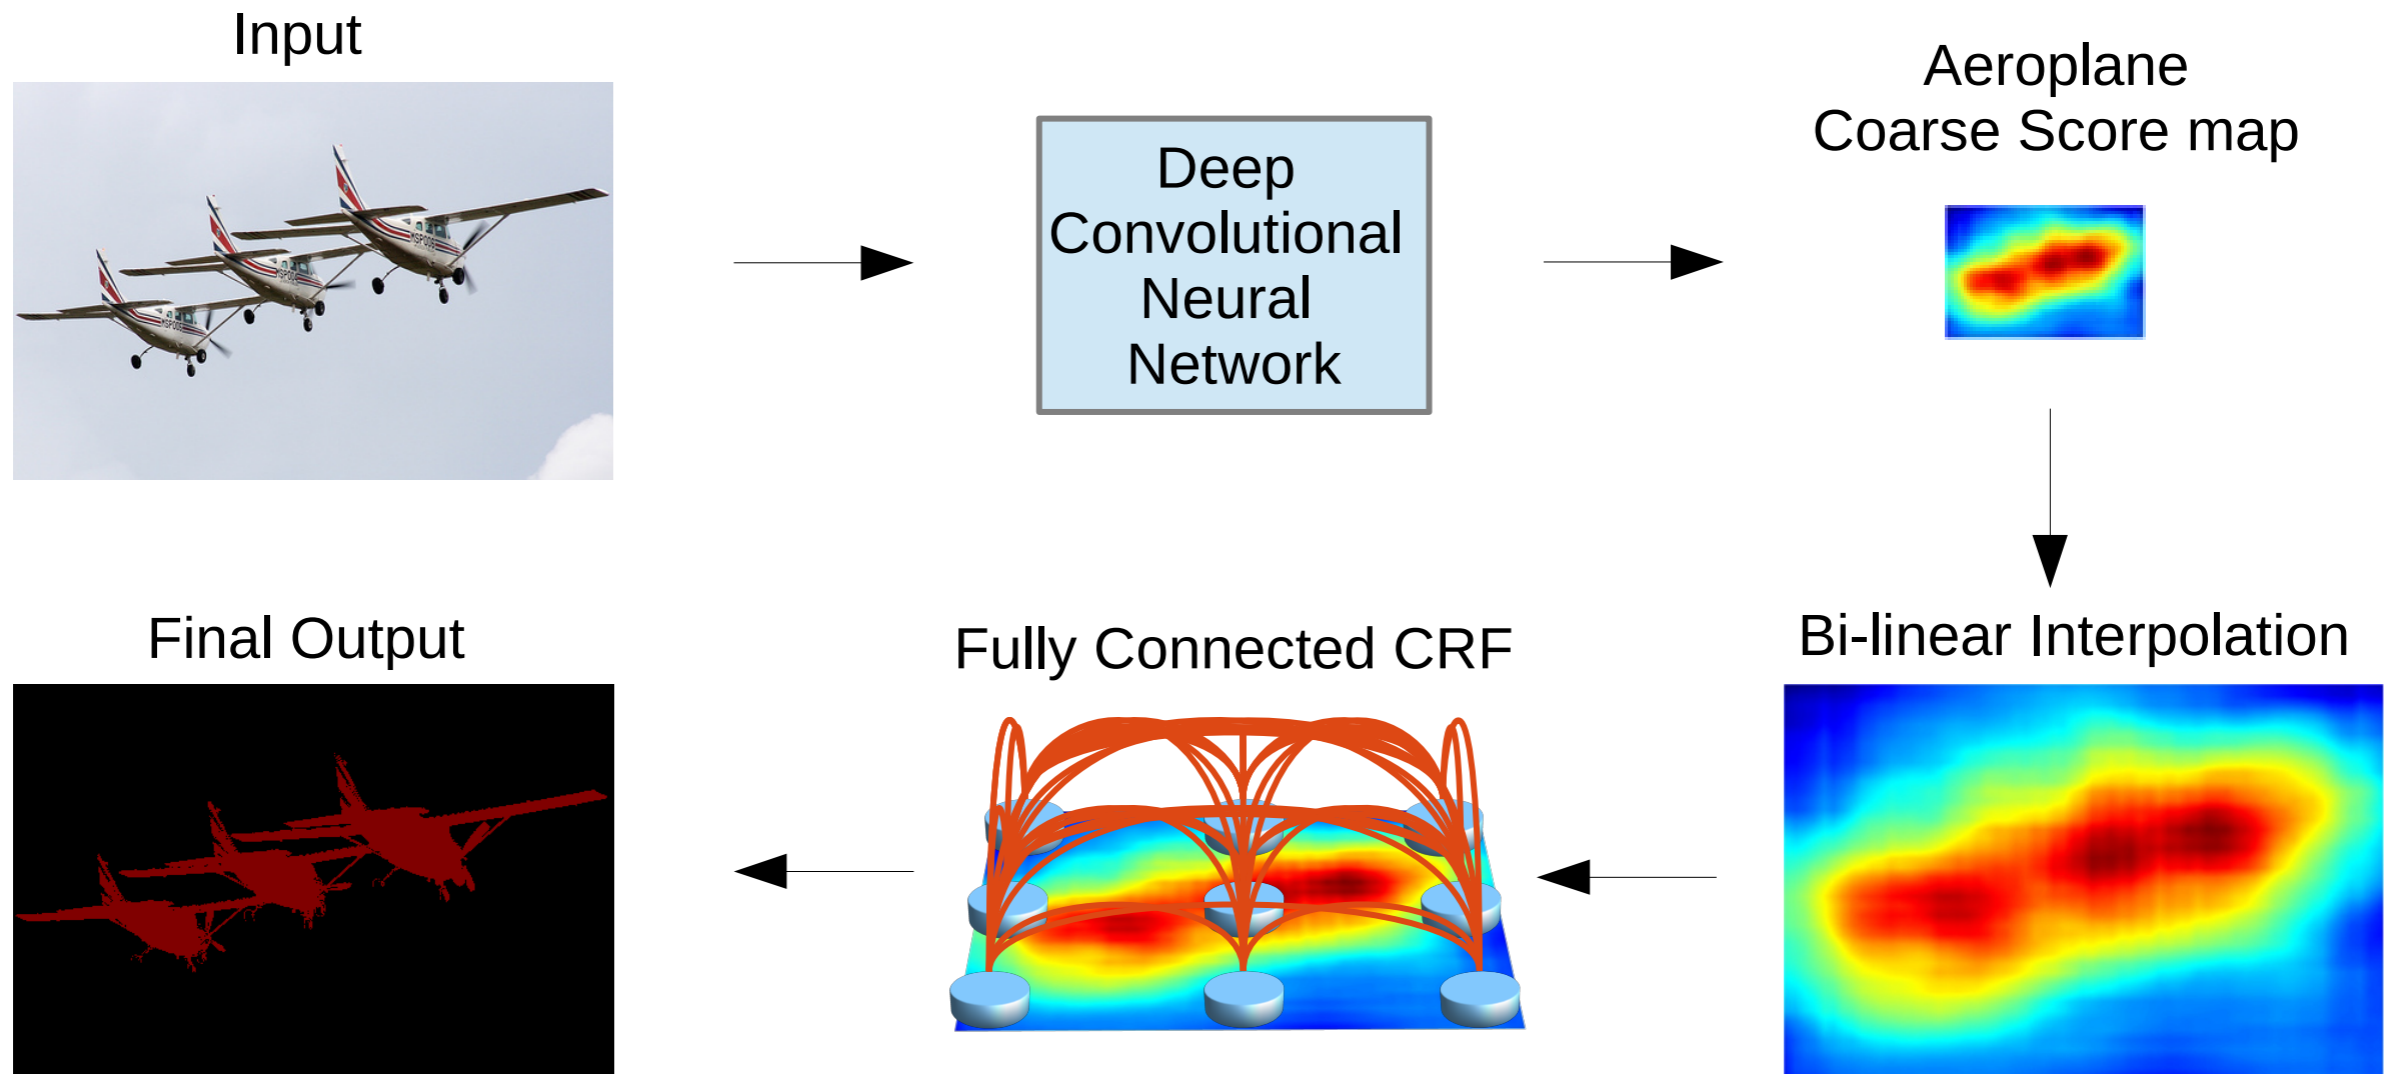 Input
Aeroplane
Coarse Score map
Deep
Convolutional
Neural
Network
Final Output
Fully Connected CRF
Bi-linear Interpolation